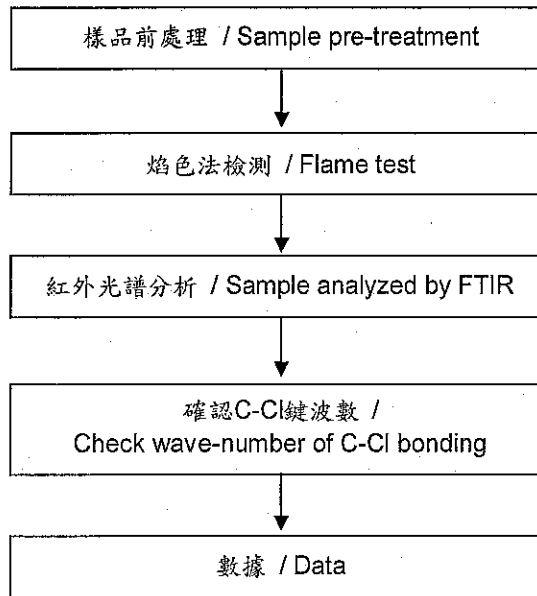 樣品前處理 / Sample pre-treatment
焰色法檢測 / Flame test
紅外光譜分析 / Sample analyzed by FTIR
確認C-Cl鍵波數 /
Check wave-number of C-Cl bonding
數據 / Data